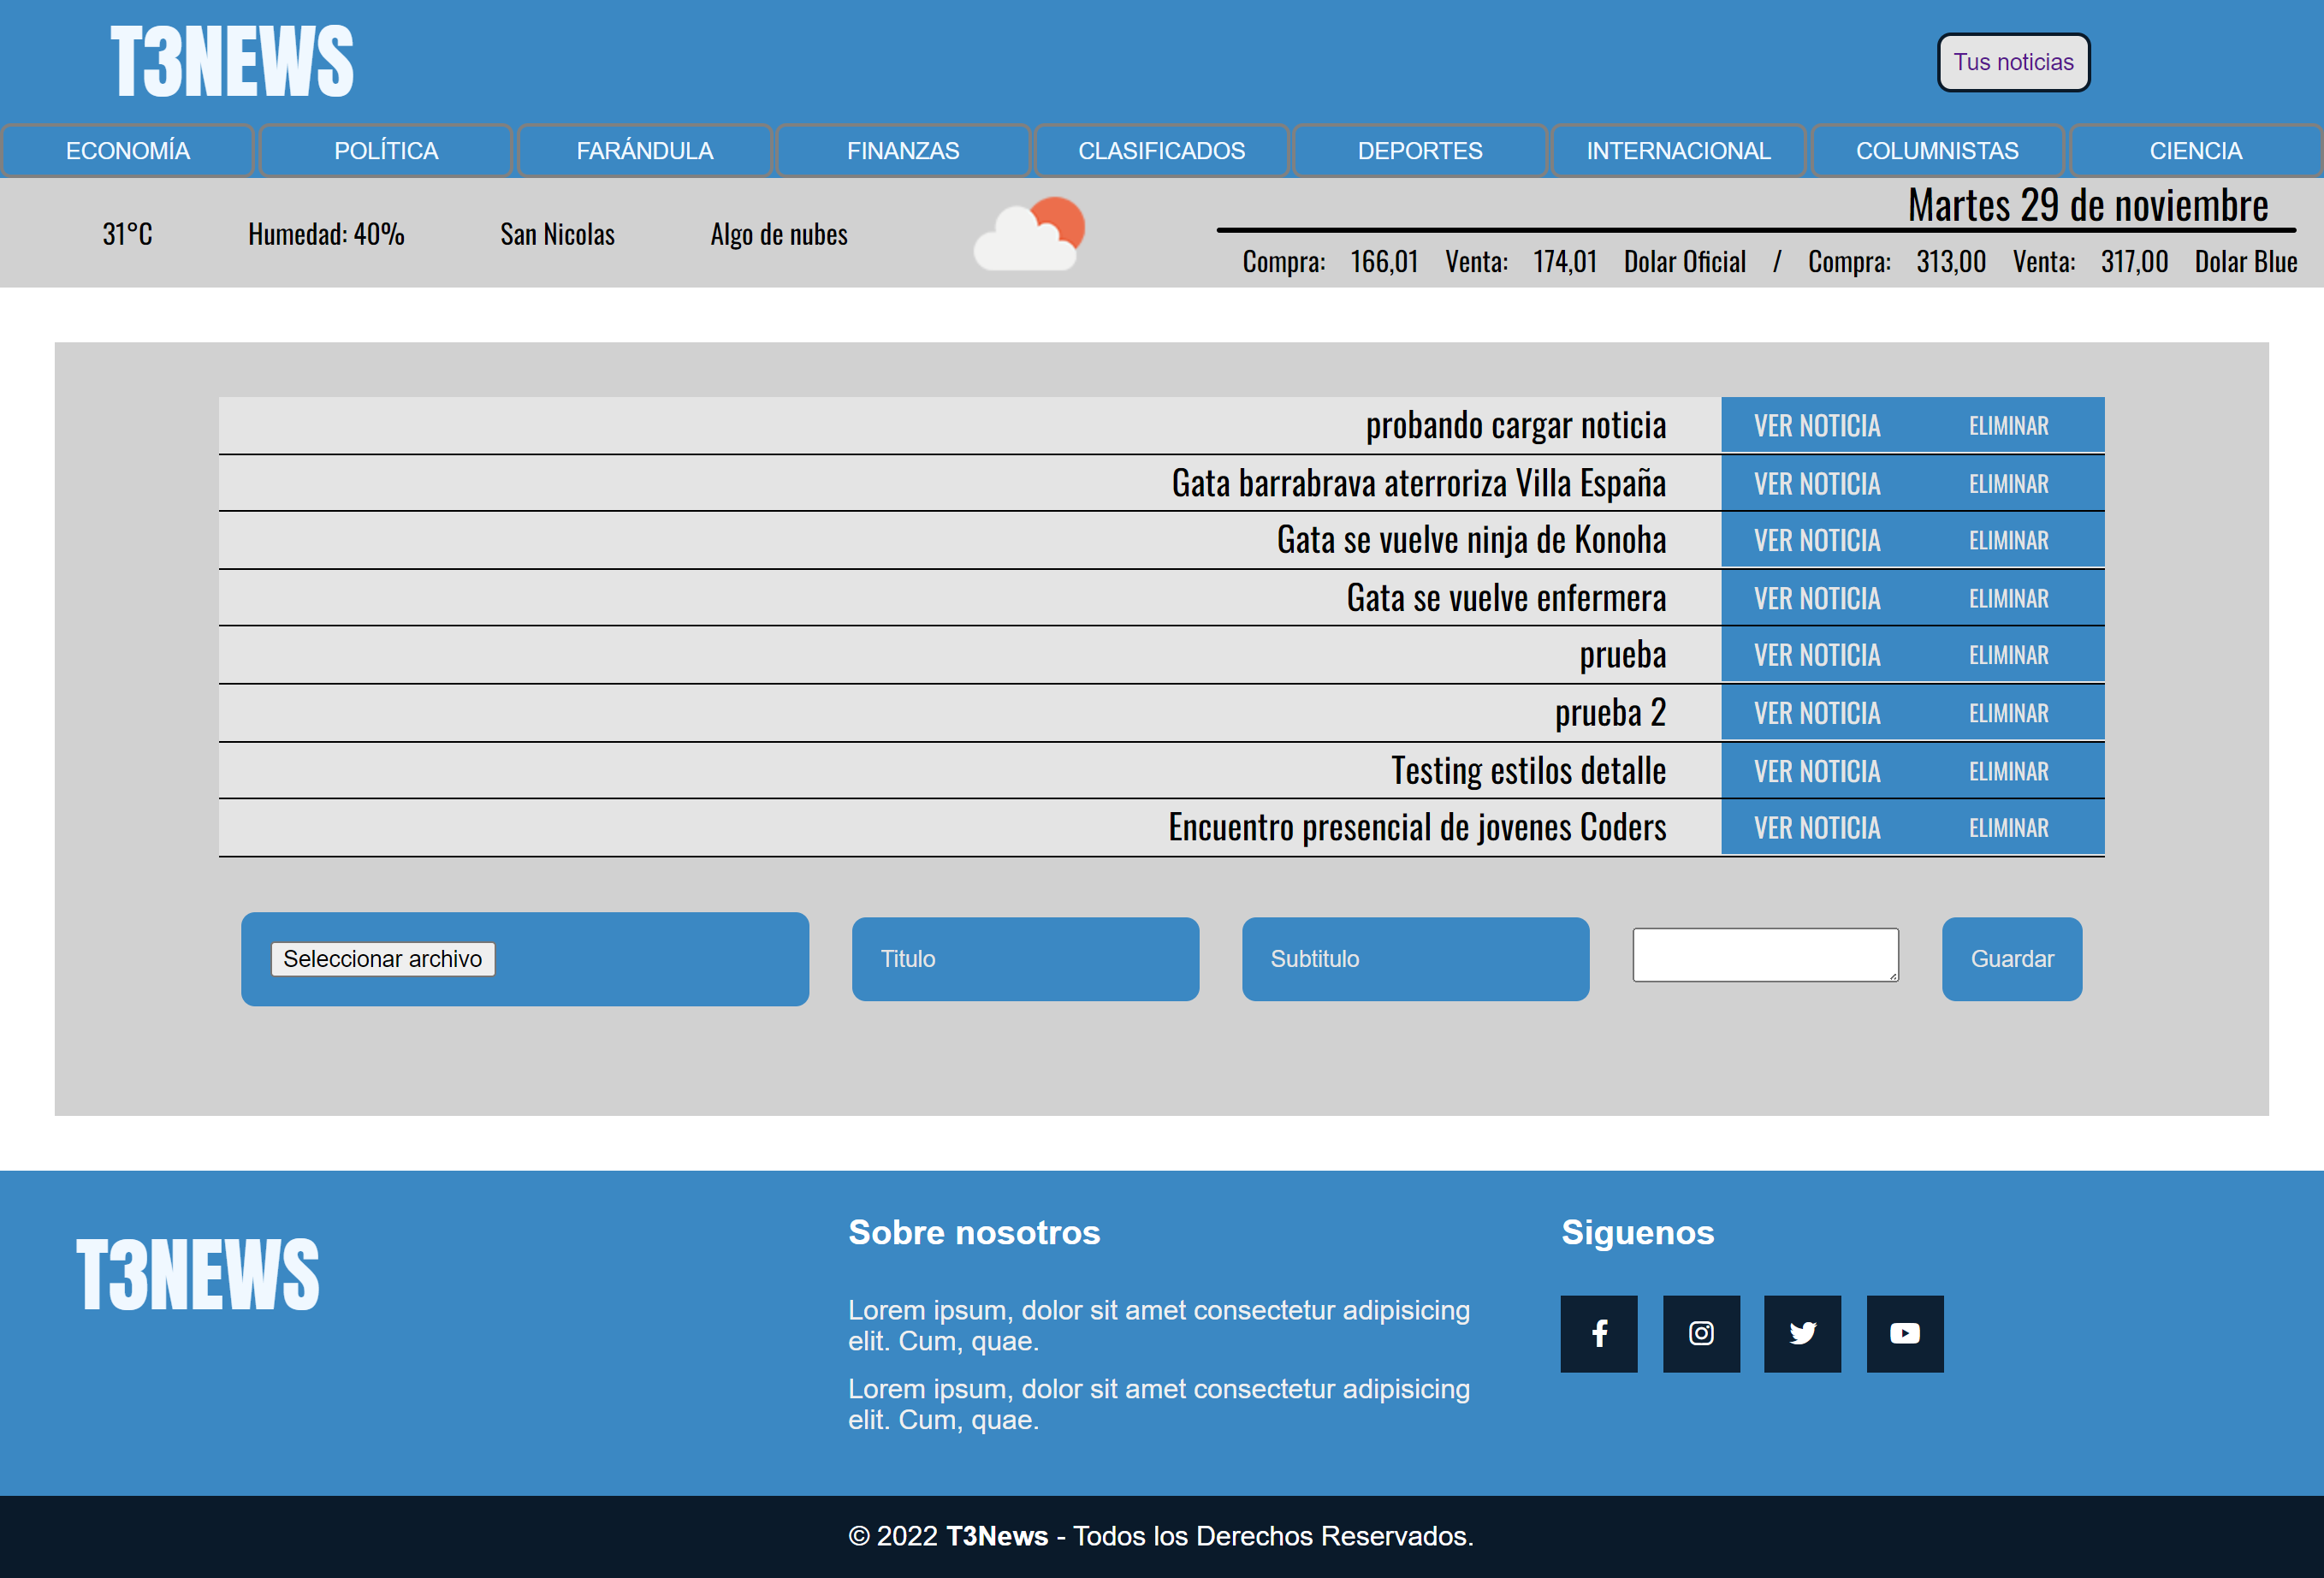 T3NEWS
Tus noticias
ECONOMÍA POLÍTICA FARÁNDULA FINANZAS CLASIFICADOS DEPORTES INTERNACIONAL COLUMNISTAS CIENCIA
31°C Humedad: 40% San Nicolas Algo de nubes
Martes 29 de noviembre
Compra: 166,01 Venta: 174,01 Dolar Oficial / Compra: 313,00 Venta: 317,00 Dolar Blue
probando cargar noticia VER NOTICIA ELIMINAR
Gata barrabrava aterroriza Villa España VER NOTICIA ELIMINAR
Gata se vuelve ninja de Konoha VER NOTICIA ELIMINAR
Gata se vuelve enfermera VER NOTICIA ELIMINAR
prueba VER NOTICIA ELIMINAR
prueba 2 VER NOTICIA ELIMINAR
Testing estilos detalle VER NOTICIA ELIMINAR
Encuentro presencial de jovenes Coders VER NOTICIA ELIMINAR
Seleccionar archivo Titulo Subtitulo Guardar
T3NEWS
Sobre nosotros
Lorem ipsum, dolor sit amet consectetur adipisicing
elit. Cum, quae.
Lorem ipsum, dolor sit amet consectetur adipisicing
elit. Cum, quae.
Siguenos
© 2022 T3News - Todos los Derechos Reservados.